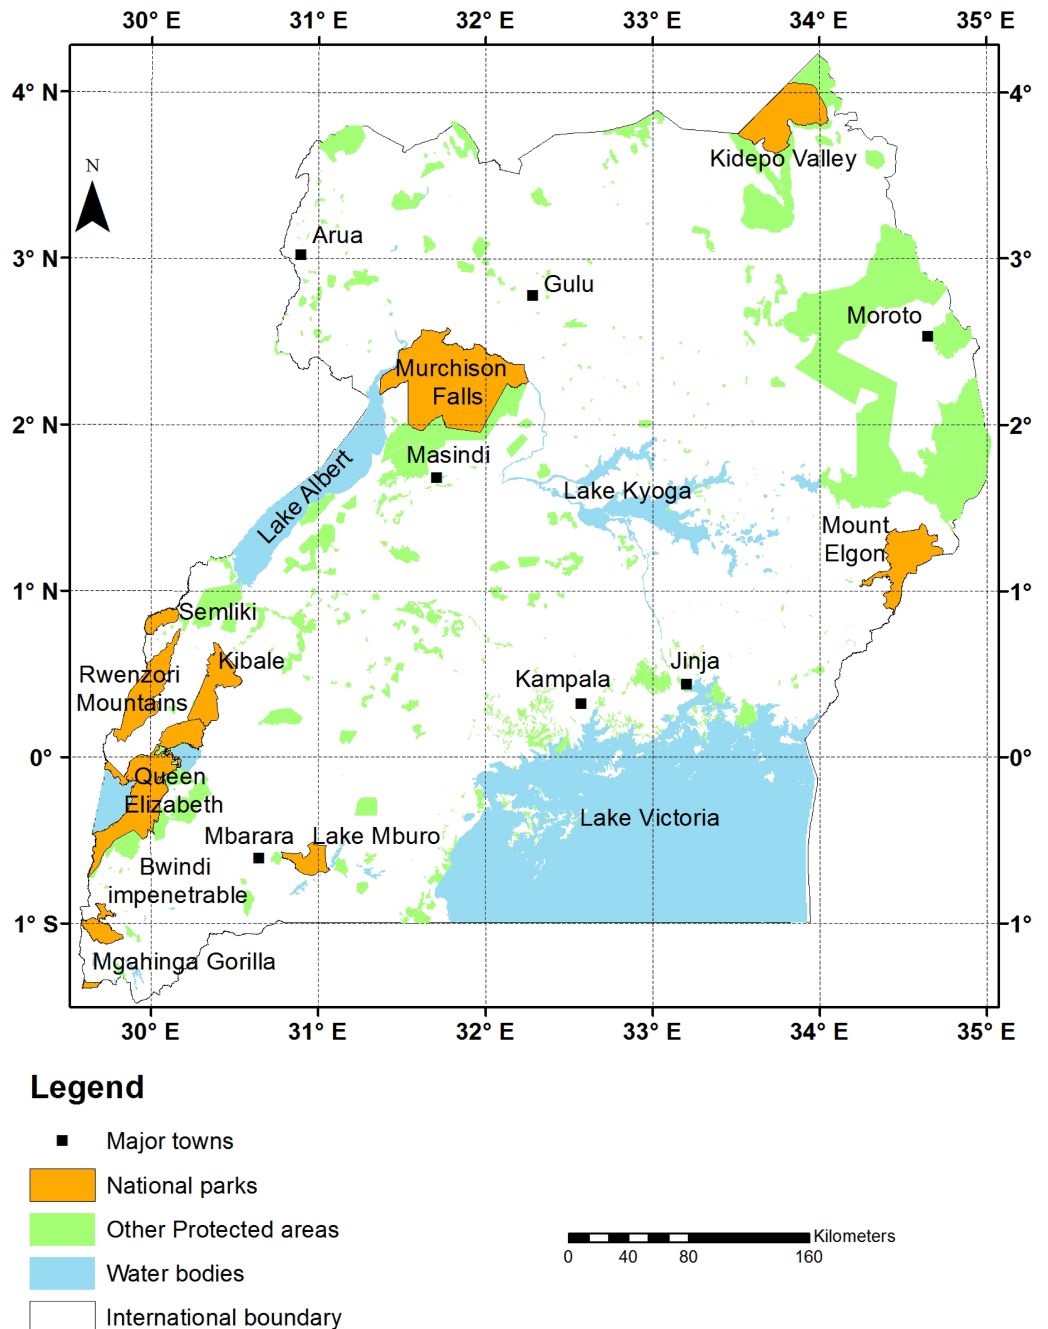 30° E 31° E 32° E 33° E 34° E 35° E
4° N 4°
N
Kidepo Valley
Arua
3° N 3°
Gulu
Moroto
Murchison
Falls
2° N 2°
Masindi
Lake Albert
Lake Kyoga
Mount
Elgon
1° N 1°
Semliki
Kibale
Rwenzori
Mountains
Jinja
Kampala
0° 0°
Queen
Elizabeth
Lake Victoria
Mbarara
Lake Mburo
Bwindi
impenetrable
1° S 1°
Mgahinga Gorilla
30° E 31° E 32° E 33° E 34° E 35° E
Legend
Major towns
National parks
Other Protected areas
Water bodies
International boundary
Kilometers
0 40 80 160